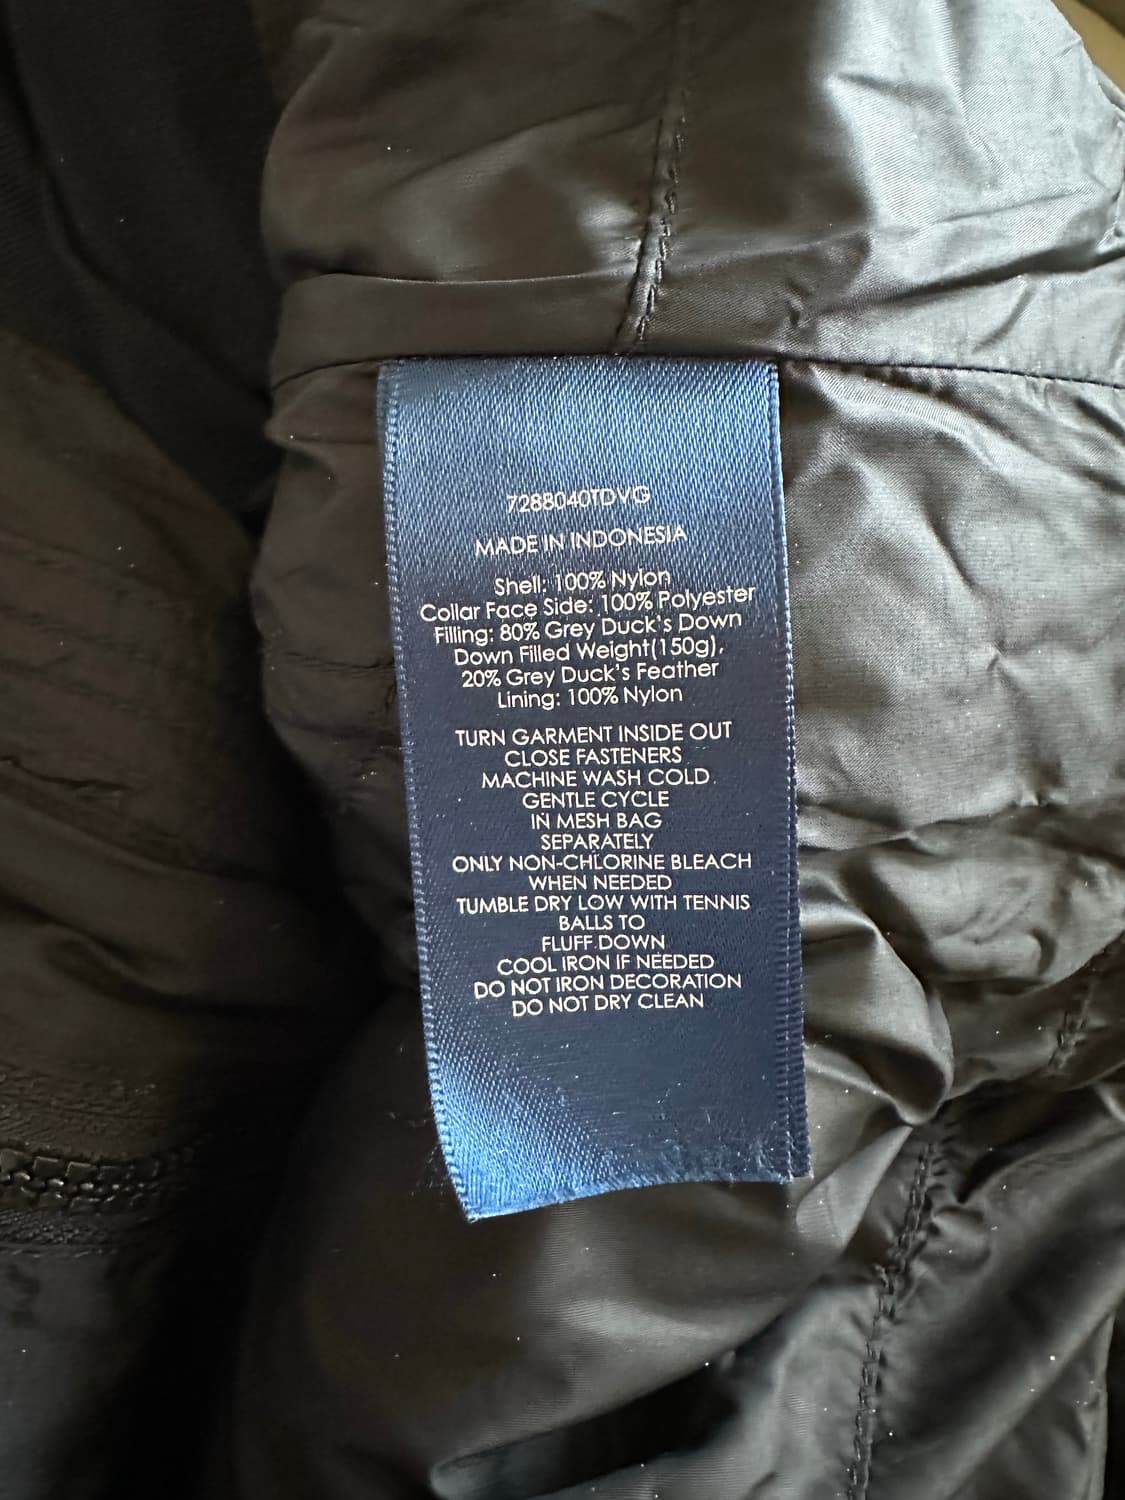 7288040TDVG
MADE IN INDONESIA
Shell: 100% Nylon
Collar Face Side: 100% Polyester
Filling: 80% Grey Duck's Down
Down Filled Weight(150g),
20% Grey Duck's Feather
Lining: 100% Nylon
TURN GARMENT INSIDE OUT
CLOSE FASTENERS
MACHINE WASH COLD
GENTLE CYCLE
IN MESH BAG
SEPARATELY
ONLY NON-CHLORINE BLEACH
WHEN NEEDED
TUMBLE DRY LOW WITH TENNIS
BALLS TO
FLUFF DOWN
COOL IRON IF NEEDED
DO NOT IRON DECORATION
DO NOT DRY CLEAN